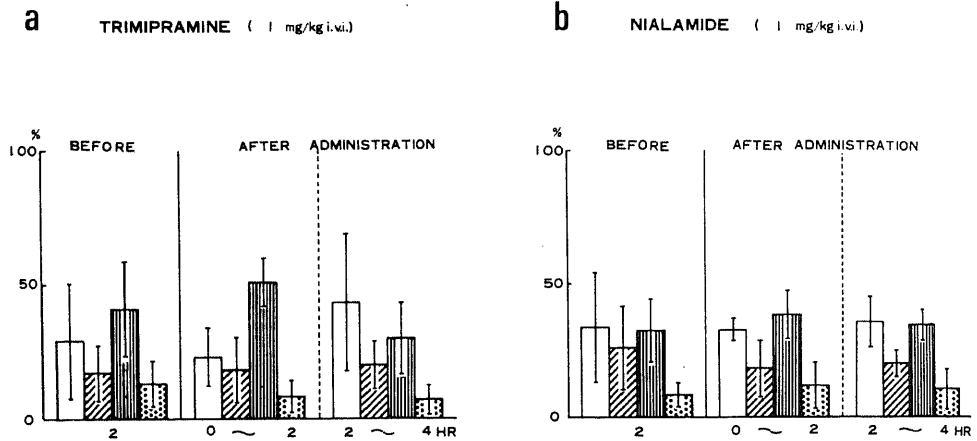 a TRIMIPRAMINE ( 1 mg/kg i.v.i.)
%
100
50
0
BEFORE AFTER ADMINISTRATION
2 0 ~ 2 2 ~ 4 HR
b NIALAMIDE ( 1 mg/kg i.v.i.)
%
100
50
0
BEFORE AFTER ADMINISTRATION
2 0 ~ 2 2 ~ 4 HR